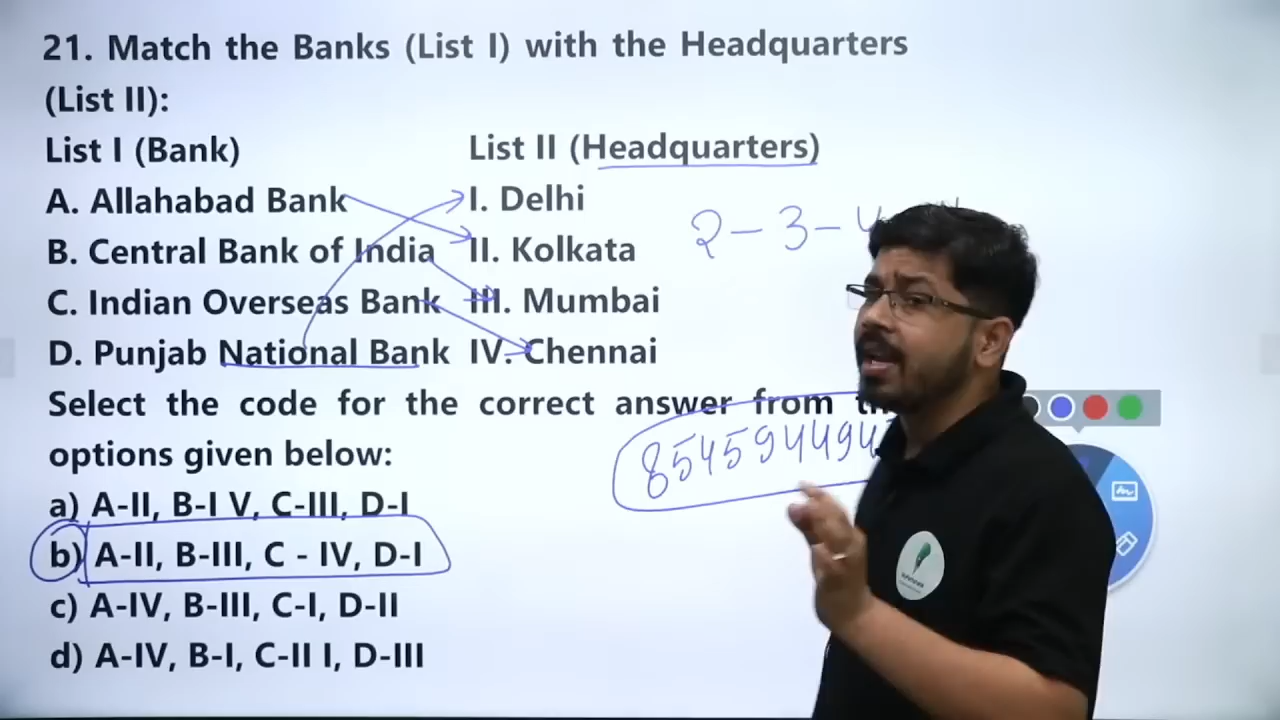 21. Match the Banks (List I) with the Headquarters
(List II):
List I (Bank) List II (Headquarters)
A. Allahabad Bank I. Delhi
B. Central Bank of India II. Kolkata
C. Indian Overseas Bank III. Mumbai
D. Punjab National Bank IV. Chennai
2-3-4
Select the code for the correct answer from
options given below:
854594494
a) A-II, B-I V, C-III, D-I
b) A-II, B-III, C - IV, D-I
c) A-IV, B-III, C-I, D-II
d) A-IV, B-I, C-II I, D-III